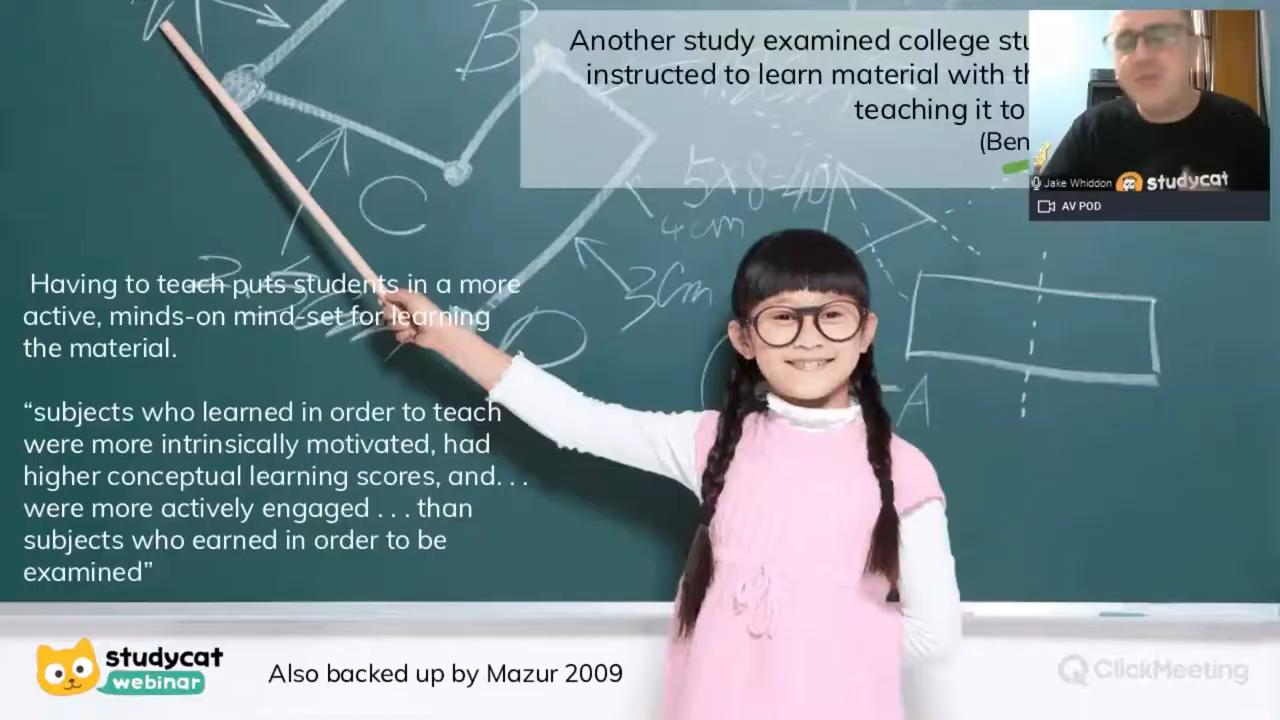 Another study examined college
instructed to learn material with
teaching it to
B
5x8=40
4cm
C
3cm
D
A
Jake Whiddon
studycat
AV POD
Having to teach puts students in a more
active, minds-on mind-set for learning
the material.
“subjects who learned in order to teach
were more intrinsically motivated, had
higher conceptual learning scores, and. . .
were more actively engaged . . . than
subjects who earned in order to be
examined”
studycat
webinar
Also backed up by Mazur 2009
ClickMeeting